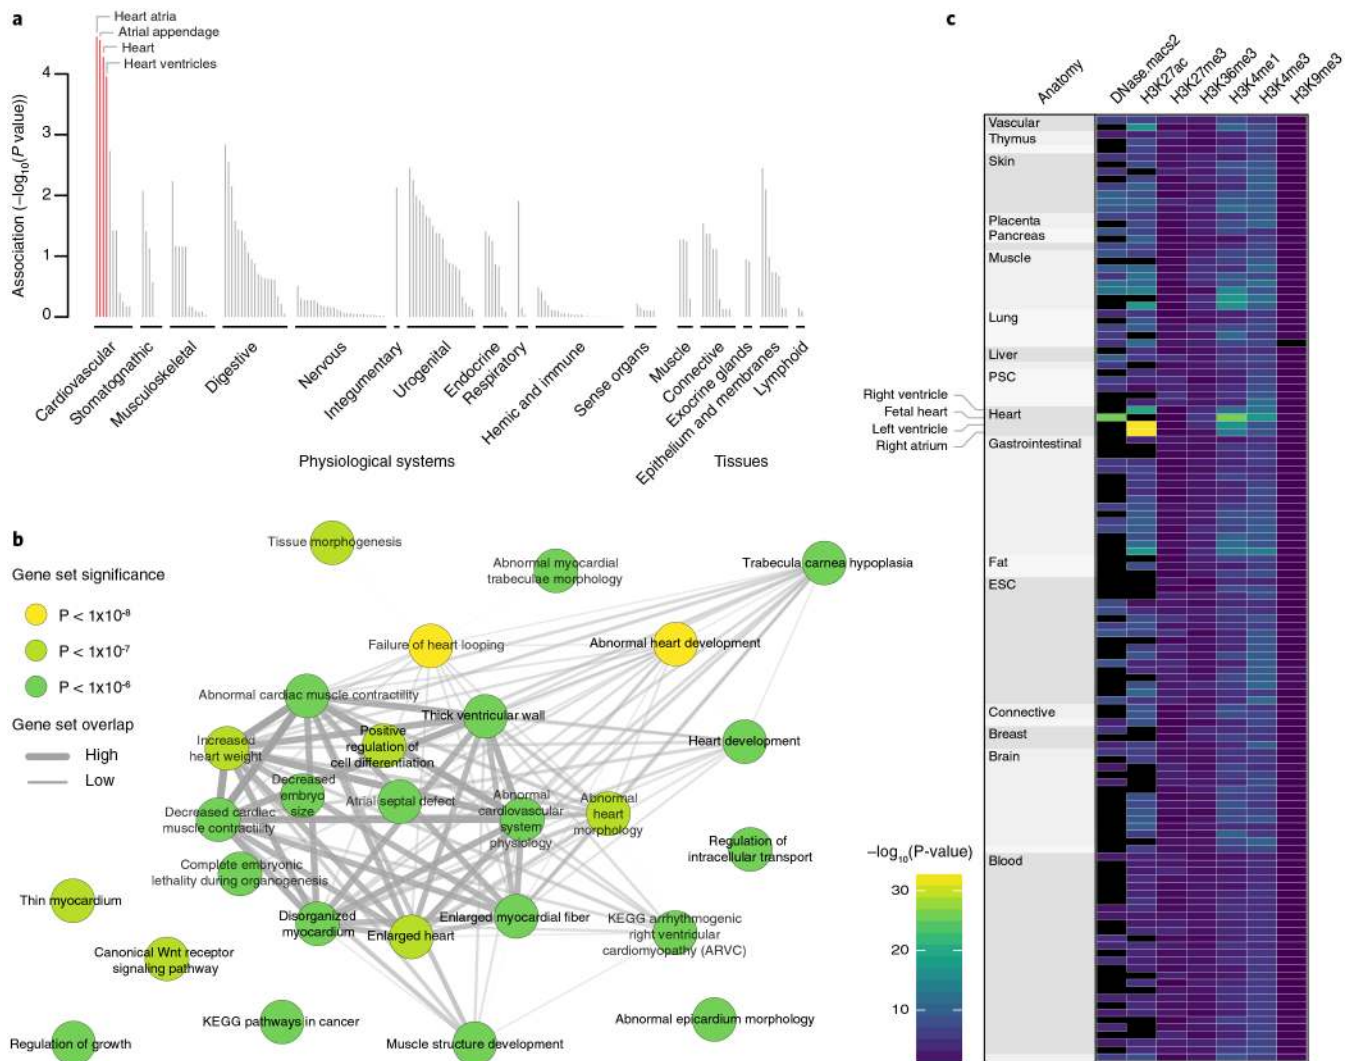 a
Heart atria
Atrial appendage
Heart
Heart ventricles
Association (−log10(P value))
4
3
2
1
0
Cardiovascular
Stomatognathic
Musculoskeletal
Digestive
Nervous
Integumentary
Urogenital
Endocrine
Respiratory
Hemic and immune
Sense organs
Muscle
Connective
Exocrine glands
Epithelium and membranes
Lymphoid
Physiological systems
Tissues
b
Gene set significance
P < 1x10-8
P < 1x10-7
P < 1x10-6
Gene set overlap
High
Low
Tissue morphogenesis
Abnormal myocardial
trabeculae morphology
Trabecula carnea hypoplasia
Failure of heart looping
Abnormal heart development
Abnormal cardiac muscle contractility
Thick ventricular wall
Increased
heart weight
Positive
regulation of
cell differentiation
Heart development
Decreased
embryo
size
Atrial septal defect
Abnormal
cardiovascular
system
physiology
Abnormal
heart
morphology
Decreased cardiac
muscle contractility
Regulation of
intracellular transport
Complete embryonic
lethality during organogenesis
Thin myocardium
Disorganized
myocardium
Enlarged heart
Enlarged myocardial fiber
KEGG arrhythmogenic
right ventricular
cardiomyopathy (ARVC)
Canonical Wnt receptor
signaling pathway
Regulation of growth
KEGG pathways in cancer
Muscle structure development
Abnormal epicardium morphology
c
Anatomy
DNase.macs2
H3K27ac
H3K27me3
H3K36me3
H3K4me1
H3K4me3
H3K9me3
Vascular
Thymus
Skin
Placenta
Pancreas
Muscle
Lung
Liver
PSC
Heart
Right ventricle
Fetal heart
Left ventricle
Right atrium
Gastrointestinal
Fat
ESC
Connective
Breast
Brain
Blood
−log10(P-value)
30
20
10